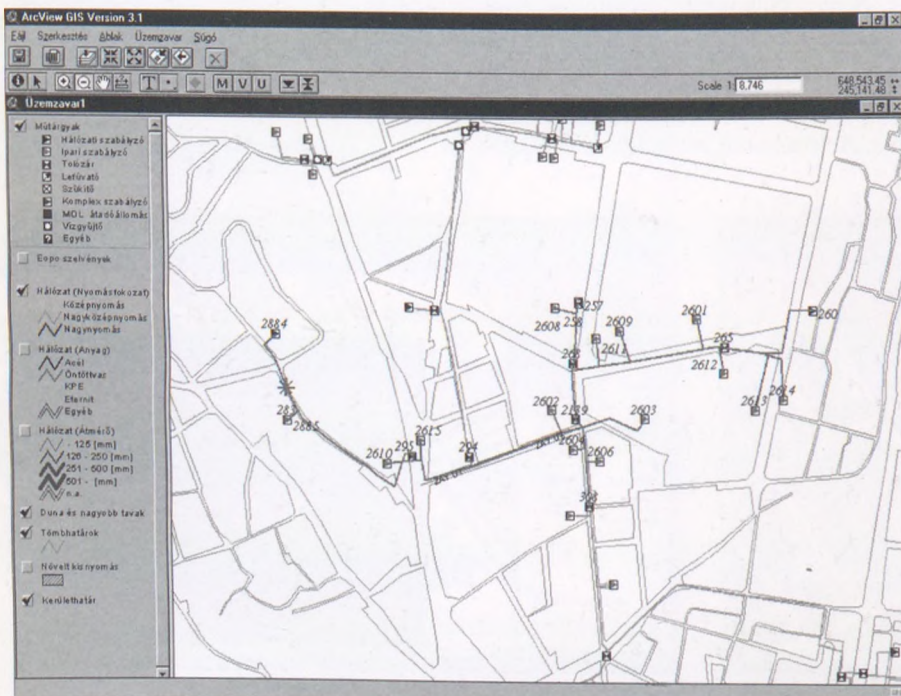 ArcView GIS Version 3.1
Fájl Szerkesztés Ablak Üzemzavar Súgó
T M V U Scale 1: 8,746 648,543.45
245,141.48
Üzemzavar1
Műtárgyak
Hálózati szabályzó
Ipari szabályzó
Tolózár
Lefúvató
Szűkítő
Komplex szabályzó
MOL átadóállomás
Vízgyűjtő
Egyéb
Eopo szelvények
Hálózat (Nyomásfokozat)
Középnyomás
Nagyközépnyomás
Nagynyomás
Hálózat (Anyag)
Acél
Öntöttvas
KPE
Eternit
Egyéb
Hálózat (Átmérő)
- 125 [mm]
126 - 250 [mm]
251 - 500 [mm]
501 - [mm]
n.a.
Duna és nagyobb tavak
Tömbhatárok
Növelt kisnyomás
Kerülethatár
257
2601
260
2608
258
2609
2884
2611
265
2612
263
2613
2614
2602
2139
2603
2885
2615
295
2610
294
2604
2606